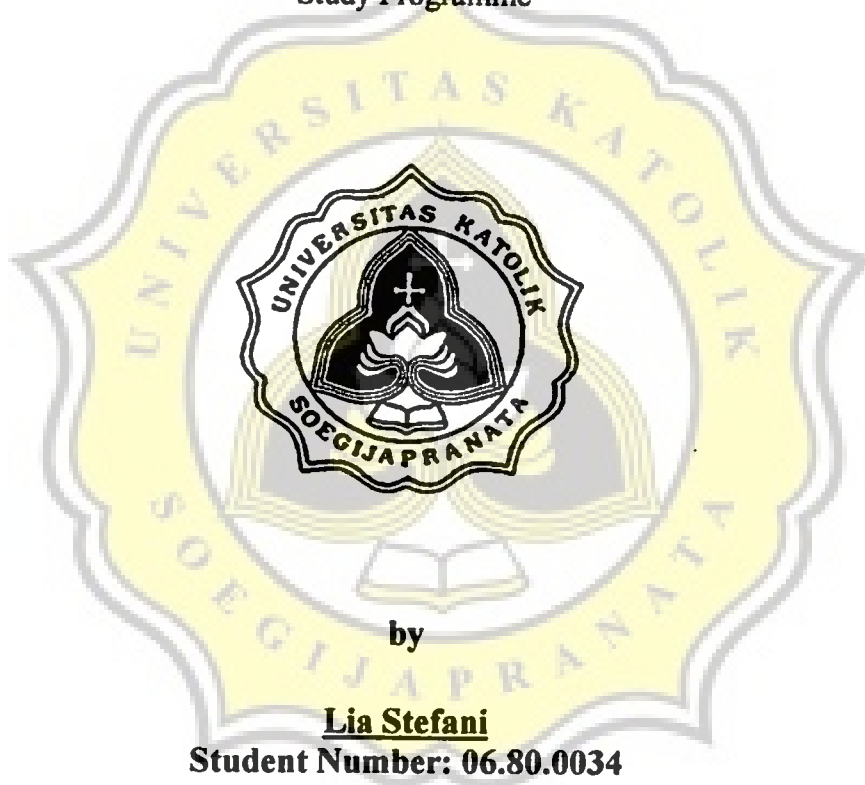 Study Programme
UNIVERSITAS KATOLIK
SOEGIJAPRANATA
UNIVERSITAS KATOLIK
SOEGIJAPRANATA
by
Lia Stefani
Student Number: 06.80.0034